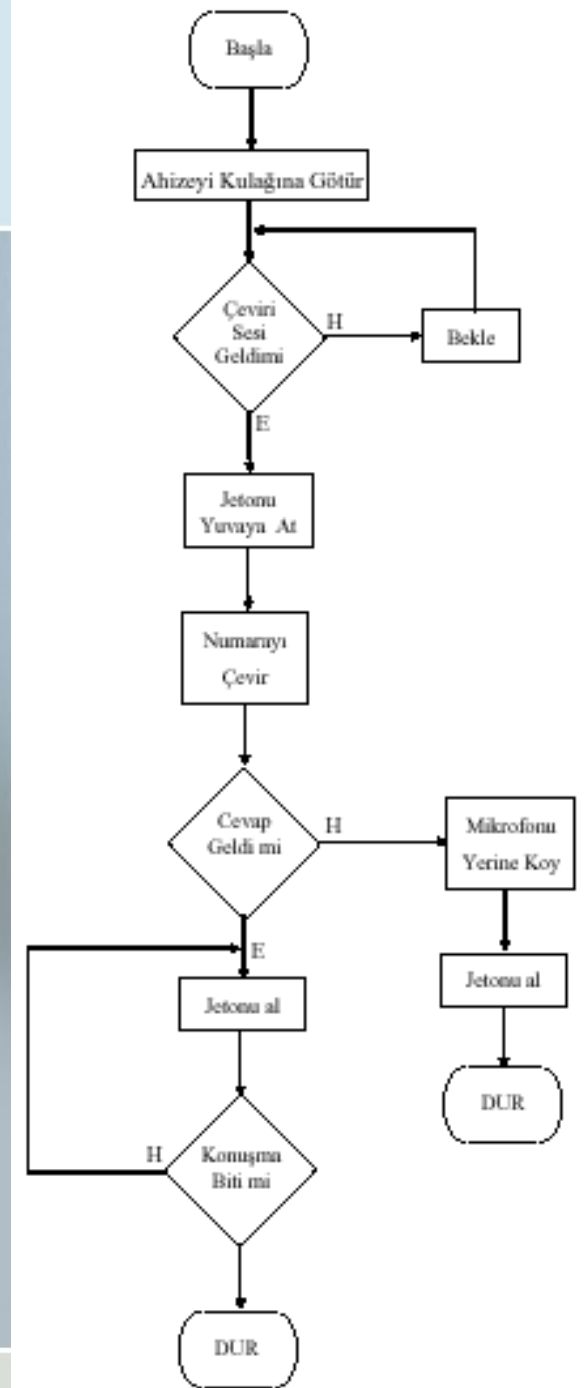 Başla
Ahizeyi Kulağına Götür
Çeviri
Sesi
Geldimi
H
Bekle
E
Jetonu
Yuvaya At
Numarayı
Çevir
Cevap
Geldi mi
H
Mikrofonu
Yerine Koy
E
Jetonu al
Jetonu al
DUR
H
Konuşma
Biti mi
DUR